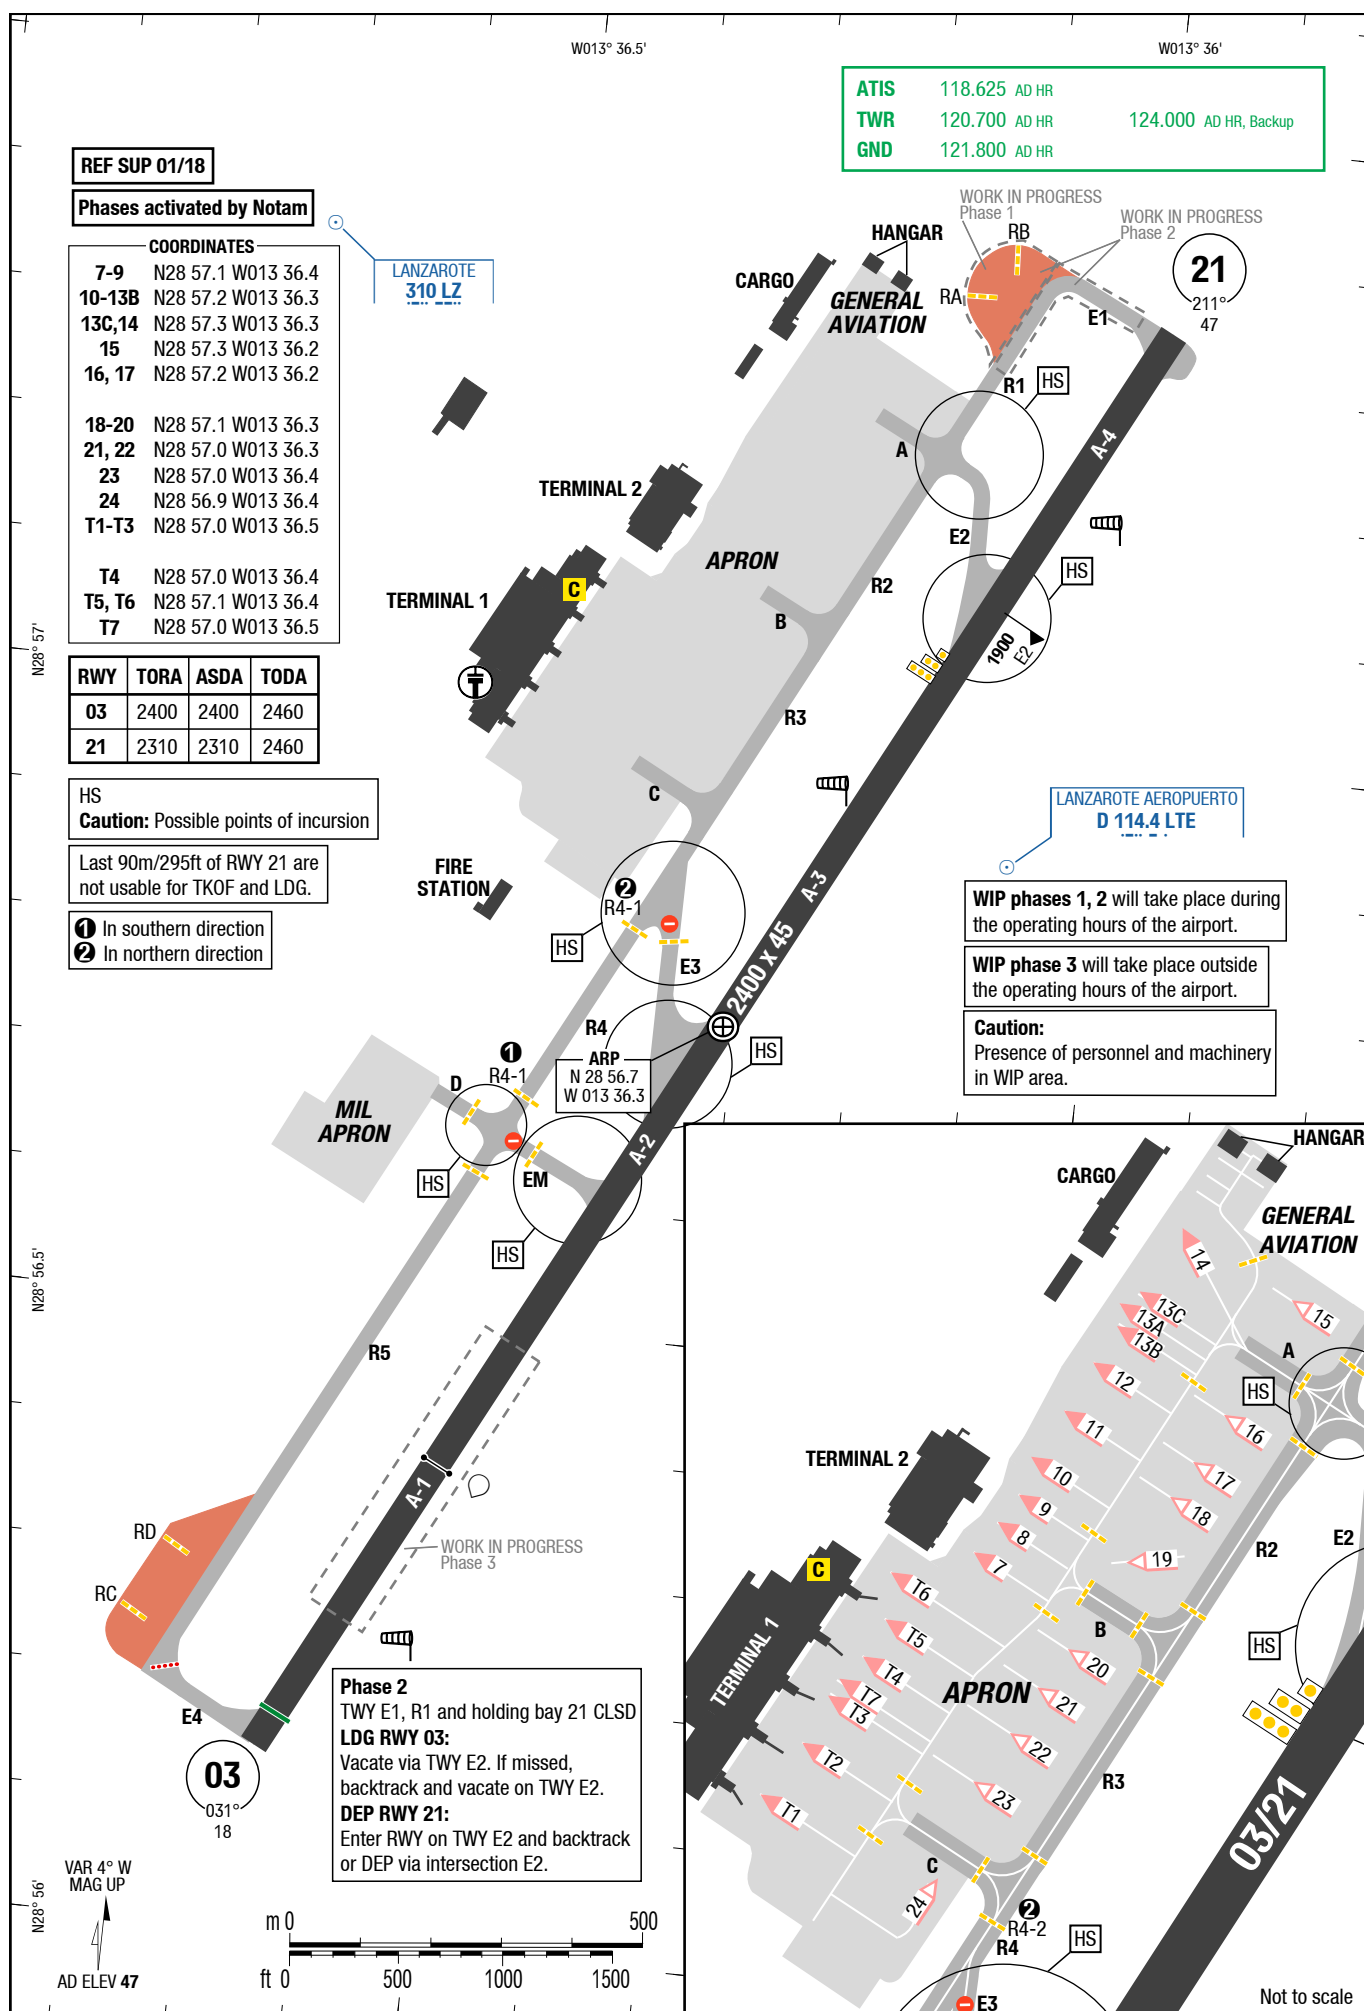 W013° 36.5'
W013° 36'
ATIS 118.625 AD HR
TWR 120.700 AD HR 124.000 AD HR, Backup
GND 121.800 AD HR
REF SUP 01/18
Phases activated by Notam
COORDINATES
7-9 N28 57.1 W013 36.4
10-13B N28 57.2 W013 36.3
13C,14 N28 57.3 W013 36.3
15 N28 57.3 W013 36.2
16, 17 N28 57.2 W013 36.2
18-20 N28 57.1 W013 36.3
21, 22 N28 57.0 W013 36.3
23 N28 57.0 W013 36.4
24 N28 56.9 W013 36.4
T1-T3 N28 57.0 W013 36.5
T4 N28 57.0 W013 36.4
T5, T6 N28 57.1 W013 36.4
T7 N28 57.0 W013 36.5
RWY TORA ASDA TODA
03 2400 2400 2460
21 2310 2310 2460
HS
Caution: Possible points of incursion
Last 90m/295ft of RWY 21 are
not usable for TKOF and LDG.
1 In southern direction
2 In northern direction
LANZAROTE
310 LZ
WORK IN PROGRESS
Phase 1
WORK IN PROGRESS
Phase 2
RB
RA
E1
21
211°
47
HANGAR
CARGO
GENERAL
AVIATION
R1
HS
A
A-4
TERMINAL 2
E2
HS
APRON
R2
TERMINAL 1
C
B
1900
E2
N28° 57'
R3
C
LANZAROTE AEROPUERTO
D 114.4 LTE
A-3
FIRE
STATION
2
R4-1
HS
E3
2400 x 45
WIP phases 1, 2 will take place during
the operating hours of the airport.
WIP phase 3 will take place outside
the operating hours of the airport.
Caution:
Presence of personnel and machinery
in WIP area.
R4
ARP
N 28 56.7
W 013 36.3
HS
1
R4-1
D
MIL
APRON
HS
EM
A-2
HS
N28° 56.5'
R5
A-1
WORK IN PROGRESS
Phase 3
RD
RC
E4
03
031°
18
Phase 2
TWY E1, R1 and holding bay 21 CLSD
LDG RWY 03:
Vacate via TWY E2. If missed,
backtrack and vacate on TWY E2.
DEP RWY 21:
Enter RWY on TWY E2 and backtrack
or DEP via intersection E2.
VAR 4° W
MAG UP
N28° 56'
AD ELEV 47
m 0 500
ft 0 500 1000 1500
HANGAR
CARGO
GENERAL
AVIATION
14
13C
13A
13B
15
A
HS
12
11
16
TERMINAL 2
10
17
9
18
8
R2
E2
7
19
C
T6
B
HS
T5
TERMINAL 1
20
T4
APRON
21
T7
T3
22
T2
R3
23
T1
03/21
C
24
2
R4-2
R4
HS
E3
Not to scale